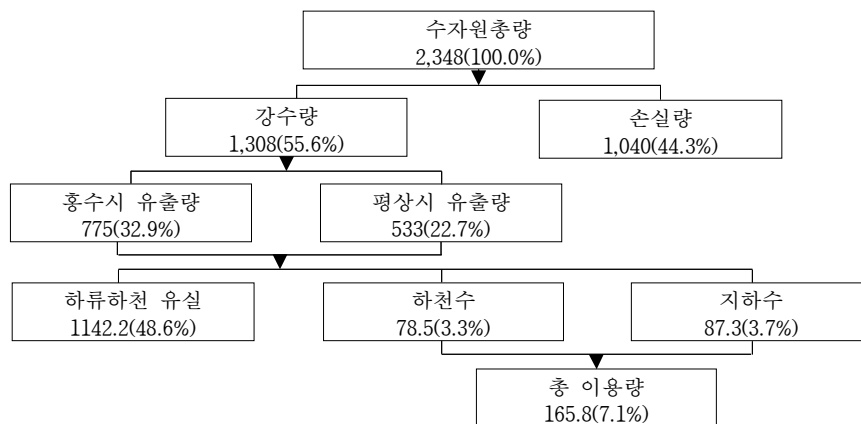 수자원총량
2,348(100.0%)
강수량
1,308(55.6%)
손실량
1,040(44.3%)
홍수시 유출량
775(32.9%)
평상시 유출량
533(22.7%)
하류하천 유실
1142.2(48.6%)
하천수
78.5(3.3%)
지하수
87.3(3.7%)
총 이용량
165.8(7.1%)